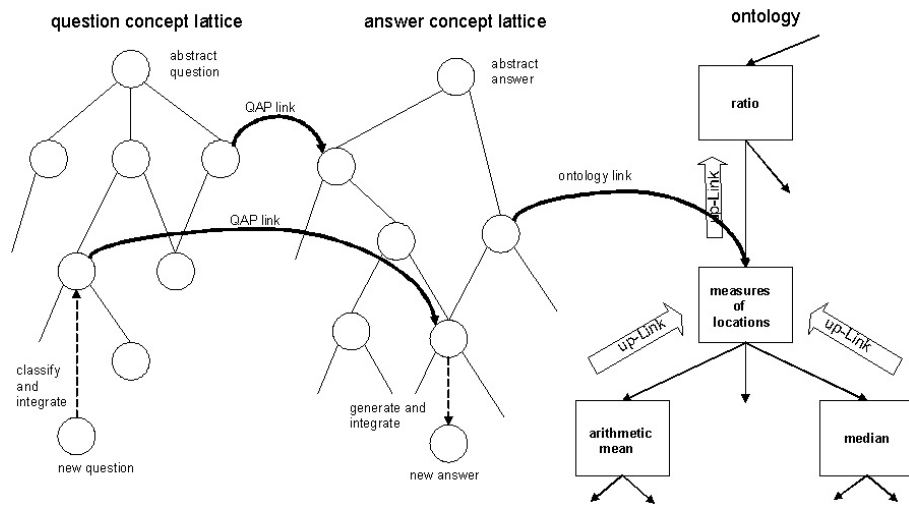 question concept lattice
answer concept lattice
ontology
abstract
question
abstract
answer
QAP link
ratio
ontology link
up-Link
QAP link
measures
of
locations
up-Link
up-Link
classify
and
integrate
generate and
integrate
arithmetic
mean
median
new question
new answer